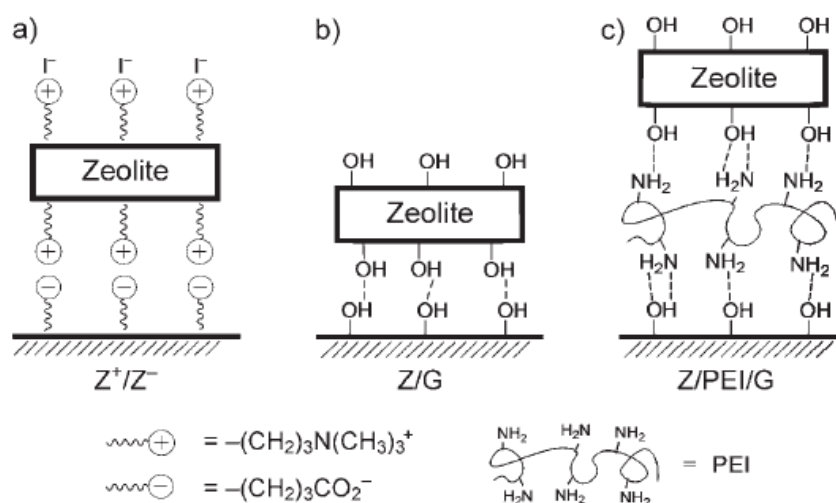 a)
I⁻ I⁻ I⁻
+ + +
Zeolite
+ + +
− − −
Z⁺/Z⁻
b)
OH OH OH
Zeolite
OH OH OH
OH OH OH
Z/G
c)
OH OH OH
Zeolite
OH OH OH
NH₂ H₂N NH₂
H₂N NH₂ NH₂
OH OH OH
Z/PEI/G
+ = –(CH₂)₃N(CH₃)₃⁺
− = –(CH₂)₃CO₂⁻
NH₂ H₂N NH₂
= PEI
H₂N NH₂ NH₂